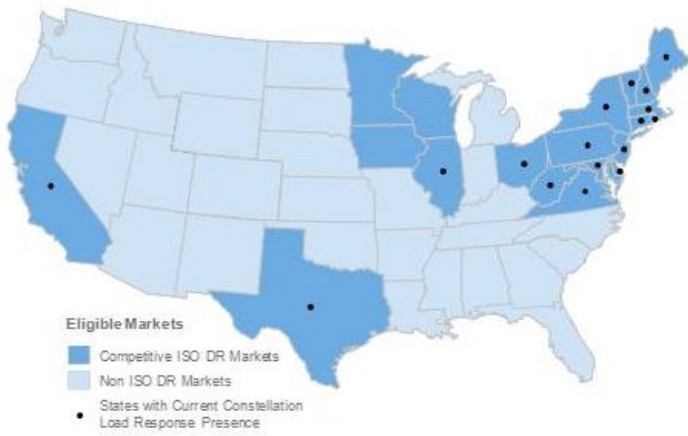 Eligible Markets
Competitive ISO DR Markets
Non ISO DR Markets
States with Current Constellation
Load Response Presence